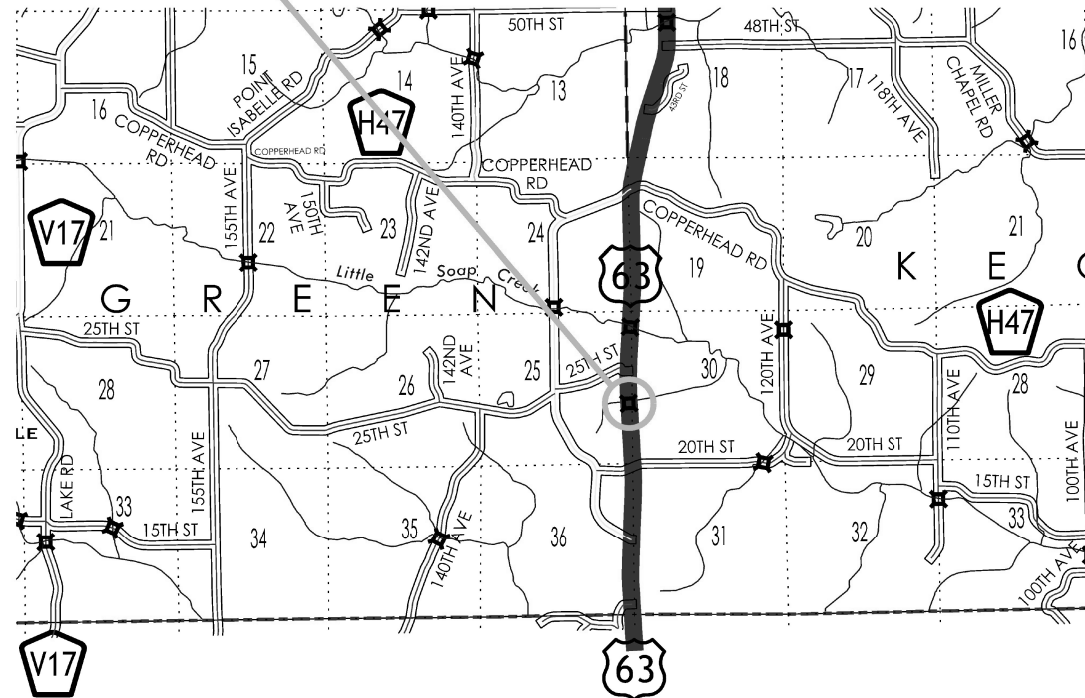 50TH ST
48TH ST
16
15
14
13
18
17
16
POINT
ISABELLE RD
140TH AVE
43RD ST
118TH AVE
MILLER
CHAPEL RD
H47
COPPERHEAD
RD
COPPERHEAD RD
COPPERHEAD
RD
V17
21
155TH AVE
22
150TH
AVE
23
142ND AVE
24
COPPERHEAD RD
19
20
21
63
Little Soap Creek
G R E E N
K E
H47
25TH ST
28
27
26
142ND
AVE
25
25TH ST
30
120TH AVE
29
110TH AVE
28
LE
25TH ST
20TH ST
20TH ST
LAKE RD
155TH AVE
15TH ST
100TH AVE
33
15TH ST
34
35
140TH AVE
36
31
32
33
100TH AVE
V17
63